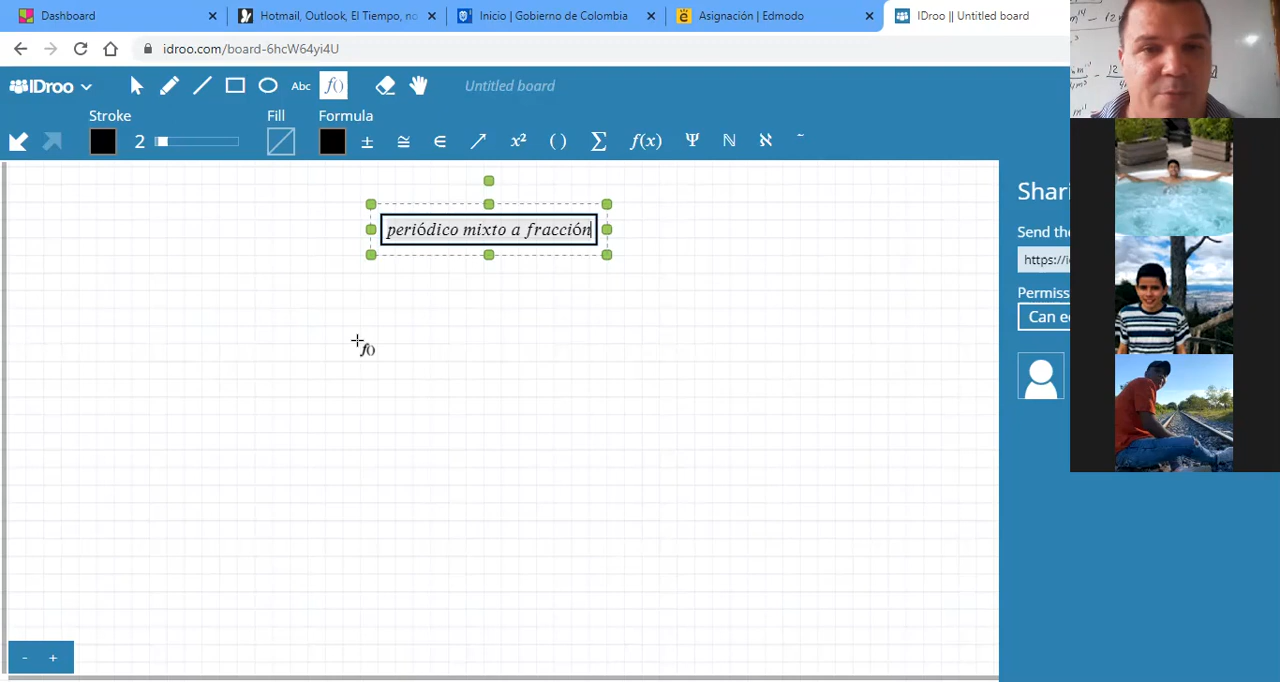 Dashboard
Hotmail, Outlook, El Tiempo, no
Inicio | Gobierno de Colombia
Asignación | Edmodo
IDroo || Untitled board
idroo.com/board-6hcW64yi4U
IDroo
Abc
f()
Untitled board
Stroke
Fill
Formula
2
± ≅ ∈ ↗ x² ( ) ∑ f(x) Ψ ℕ ℵ ~
Shari
Send the
https://i
Permiss
Can e
periódico mixto a fracción
f()
- +